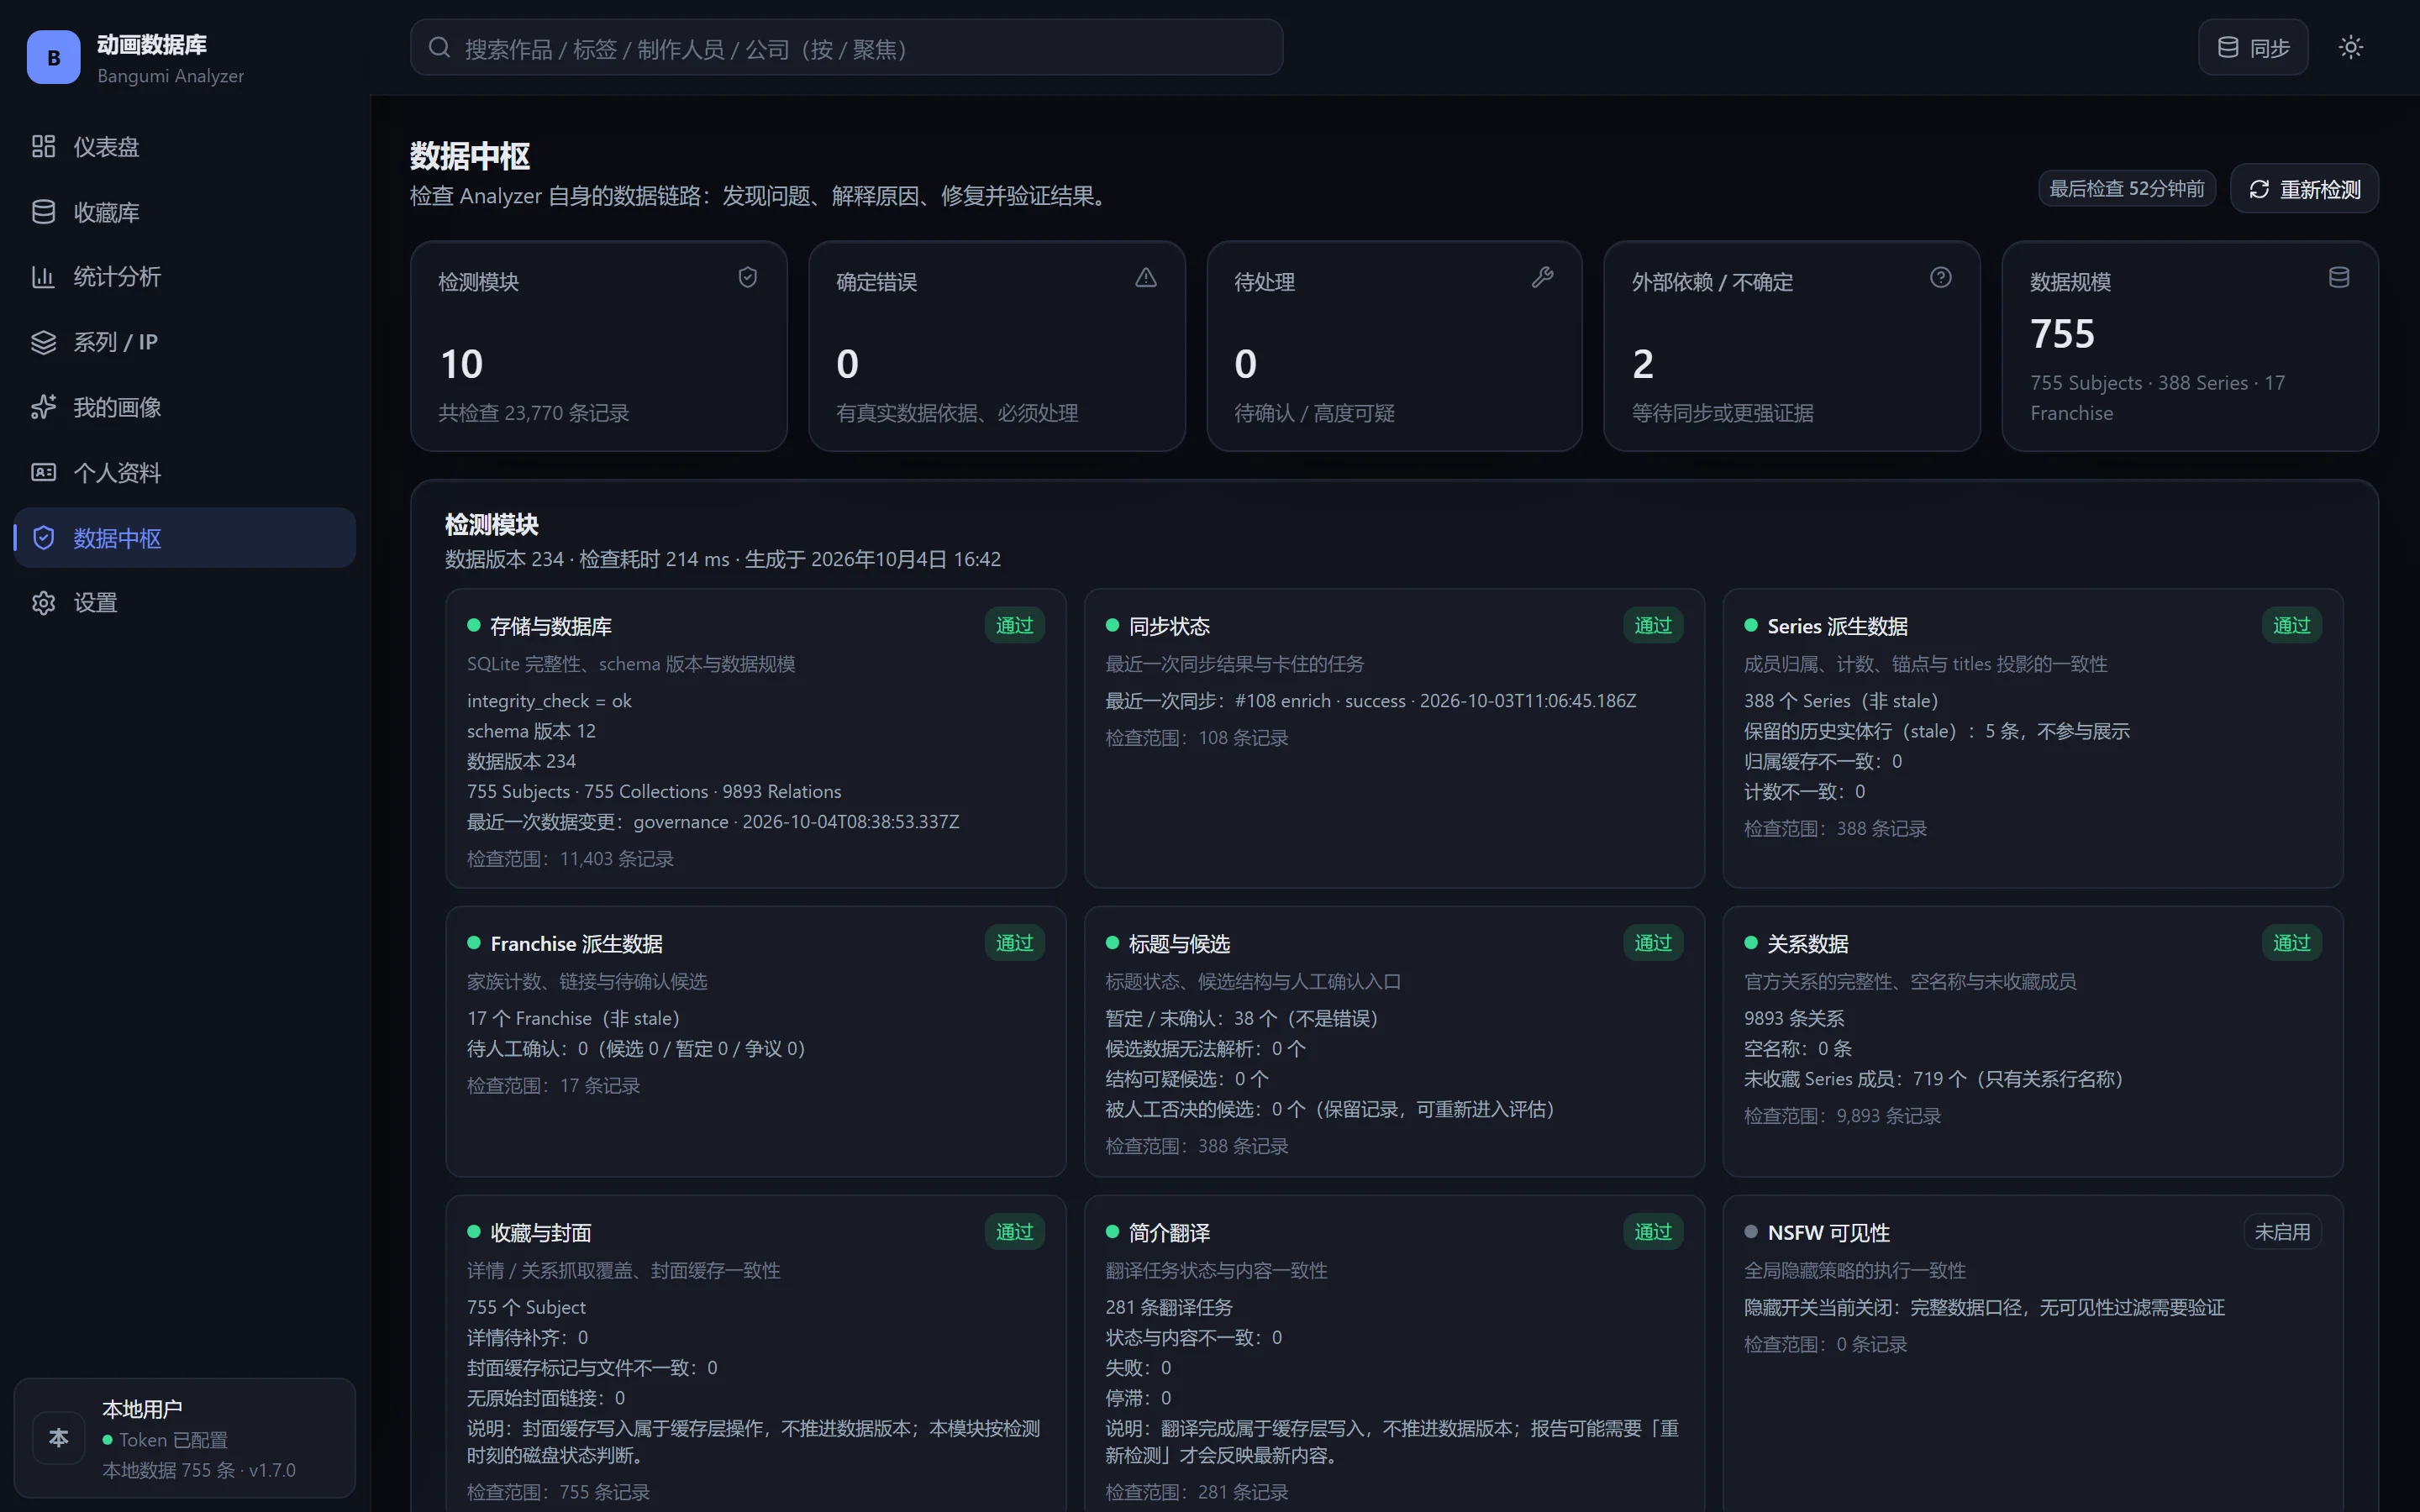 B
动画数据库
Bangumi Analyzer
搜索作品 / 标签 / 制作人员 / 公司（按 / 聚焦）
同步
仪表盘
收藏库
统计分析
系列 / IP
我的画像
个人资料
数据中枢
设置
本
本地用户
Token 已配置
本地数据 755 条 · v1.7.0
数据中枢
检查 Analyzer 自身的数据链路：发现问题、解释原因、修复并验证结果。
最后检查 52分钟前
重新检测
检测模块
10
共检查 23,770 条记录
确定错误
0
有真实数据依据、必须处理
待处理
0
待确认 / 高度可疑
外部依赖 / 不确定
2
等待同步或更强证据
数据规模
755
755 Subjects · 388 Series · 17
Franchise
检测模块
数据版本 234 · 检查耗时 214 ms · 生成于 2026年10月4日 16:42
存储与数据库
通过
SQLite 完整性、schema 版本与数据规模
integrity_check = ok
schema 版本 12
数据版本 234
755 Subjects · 755 Collections · 9893 Relations
最近一次数据变更：governance · 2026-10-04T08:38:53.337Z
检查范围：11,403 条记录
同步状态
通过
最近一次同步结果与卡住的任务
最近一次同步：#108 enrich · success · 2026-10-03T11:06:45.186Z
检查范围：108 条记录
Series 派生数据
通过
成员归属、计数、锚点与 titles 投影的一致性
388 个 Series（非 stale）
保留的历史实体行（stale）：5 条，不参与展示
归属缓存不一致：0
计数不一致：0
检查范围：388 条记录
Franchise 派生数据
通过
家族计数、链接与待确认候选
17 个 Franchise（非 stale）
待人工确认：0（候选 0 / 暂定 0 / 争议 0）
检查范围：17 条记录
标题与候选
通过
标题状态、候选结构与人工确认入口
暂定 / 未确认：38 个（不是错误）
候选数据无法解析：0 个
结构可疑候选：0 个
被人工否决的候选：0 个（保留记录，可重新进入评估）
检查范围：388 条记录
关系数据
通过
官方关系的完整性、空名称与未收藏成员
9893 条关系
空名称：0 条
未收藏 Series 成员：719 个（只有关系行名称）
检查范围：9,893 条记录
收藏与封面
通过
详情 / 关系抓取覆盖、封面缓存一致性
755 个 Subject
详情待补齐：0
封面缓存标记与文件不一致：0
无原始封面链接：0
说明：封面缓存写入属于缓存层操作，不推进数据版本；本模块按检测
时刻的磁盘状态判断。
检查范围：755 条记录
简介翻译
通过
翻译任务状态与内容一致性
281 条翻译任务
状态与内容不一致：0
失败：0
停滞：0
说明：翻译完成属于缓存层写入，不推进数据版本；报告可能需要「重
新检测」才会反映最新内容。
检查范围：281 条记录
NSFW 可见性
未启用
全局隐藏策略的执行一致性
隐藏开关当前关闭：完整数据口径，无可见性过滤需要验证
检查范围：0 条记录